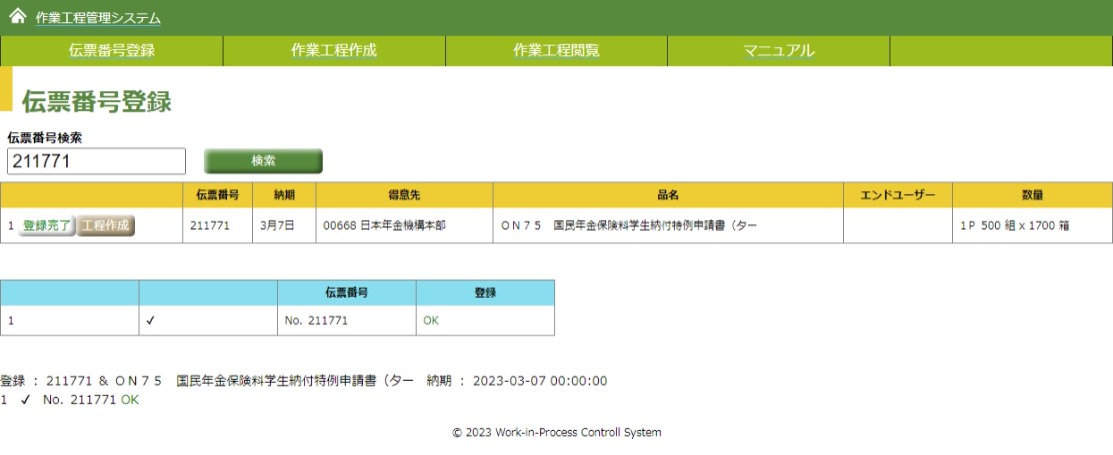 作業工程管理システム
伝票番号登録 作業工程作成 作業工程閲覧 マニュアル
伝票番号登録
伝票番号検索
211771 検索
伝票番号 納期 得意先 品名 エンドユーザー 数量
1 登録完了 工程作成 211771 3月7日 00668 日本年金機構本部 ＯＮ７５　国民年金保険料学生納付特例申請書（ター 1P 500 組 x 1700 箱
伝票番号 登録
1 ✓ No. 211771 OK
登録 ： 211771 & ＯＮ７５　国民年金保険料学生納付特例申請書（ター　納期 ： 2023-03-07 00:00:00
1 ✓ No. 211771 OK
© 2023 Work-in-Process Controll System